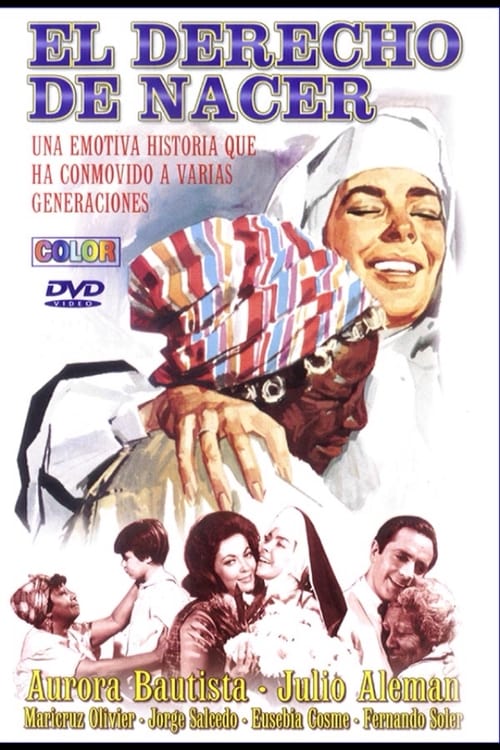 EL DERECHO
DE NACER
UNA EMOTIVA HISTORIA QUE
HA CONMOVIDO A VARIAS
GENERACIONES
COLOR
DVD
VIDEO
Aurora Bautista - Julio Aleman
Maricruz Olivier - Jorge Salcedo - Eusebia Cosme - Fernando Soler